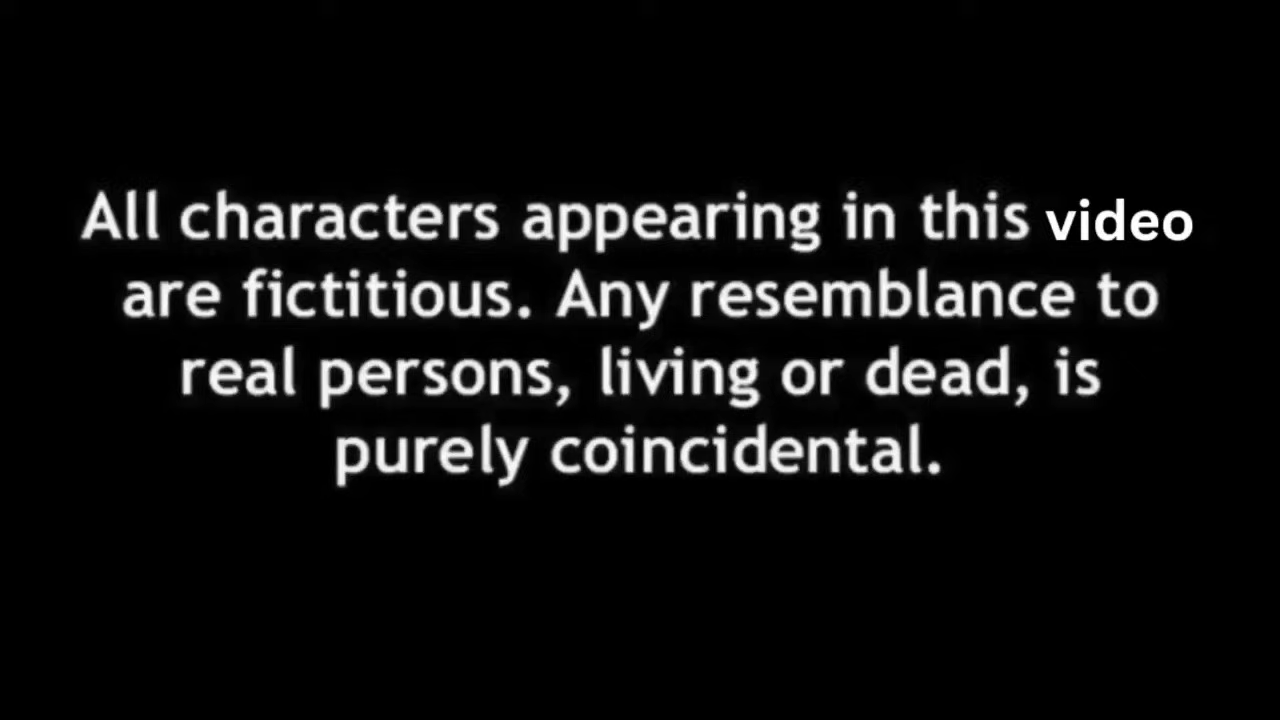 All characters appearing in this video
are fictitious. Any resemblance to
real persons, living or dead, is
purely coincidental.